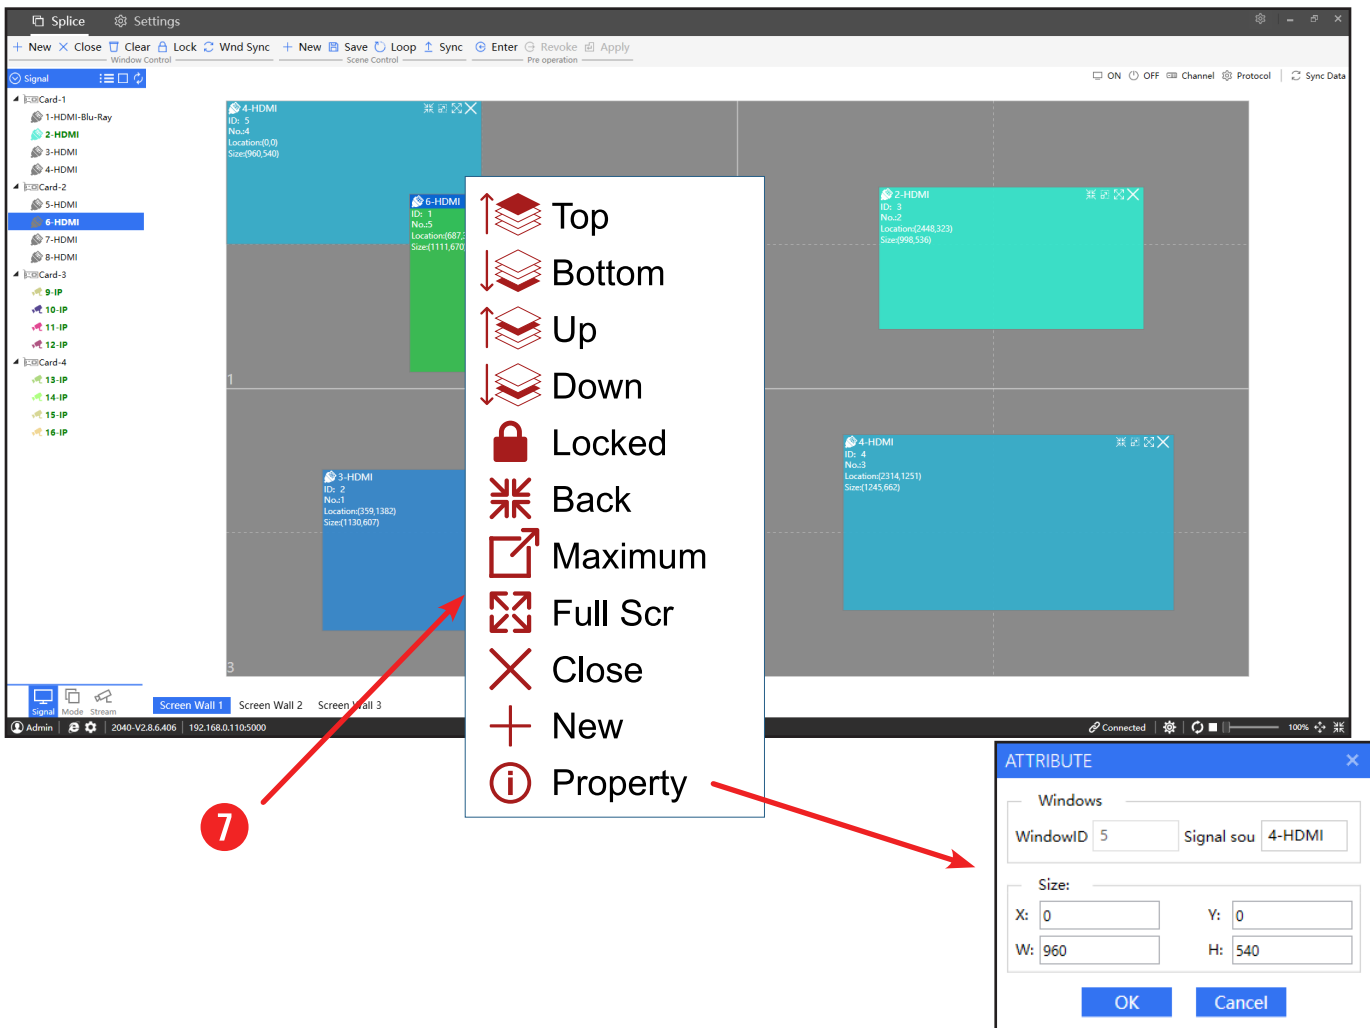 Splice Settings
New Close Clear Lock Wnd Sync New Save Loop Sync Enter Revoke Apply
Window Control Scene Control Pre operation
Signal
ON OFF Channel Protocol Sync Data
Card-1
1-HDMI-Blu-Ray
2-HDMI
3-HDMI
4-HDMI
Card-2
5-HDMI
6-HDMI
7-HDMI
8-HDMI
Card-3
9-IP
10-IP
11-IP
12-IP
Card-4
13-IP
14-IP
15-IP
16-IP
4-HDMI
ID: 5
No.:4
Location:(0,0)
Size:(960,540)
6-HDMI
ID: 1
No.:5
Location:(687,
Size:(1111,670)
2-HDMI
ID: 3
No.:2
Location:(2448,323)
Size:(998,536)
1
3-HDMI
ID: 2
No.:1
Location:(359,1382)
Size:(1130,607)
4-HDMI
ID: 4
No.:3
Location:(2314,1251)
Size:(1245,662)
3
Top
Bottom
Up
Down
Locked
Back
Maximum
Full Scr
Close
New
Property
7
Signal Mode Stream
Screen Wall 1 Screen Wall 2 Screen Wall 3
Admin 2040-V2.8.6.406 192.168.0.110:5000
Connected 100%
ATTRIBUTE
Windows
WindowID 5 Signal sou 4-HDMI
Size:
X: 0 Y: 0
W: 960 H: 540
OK Cancel